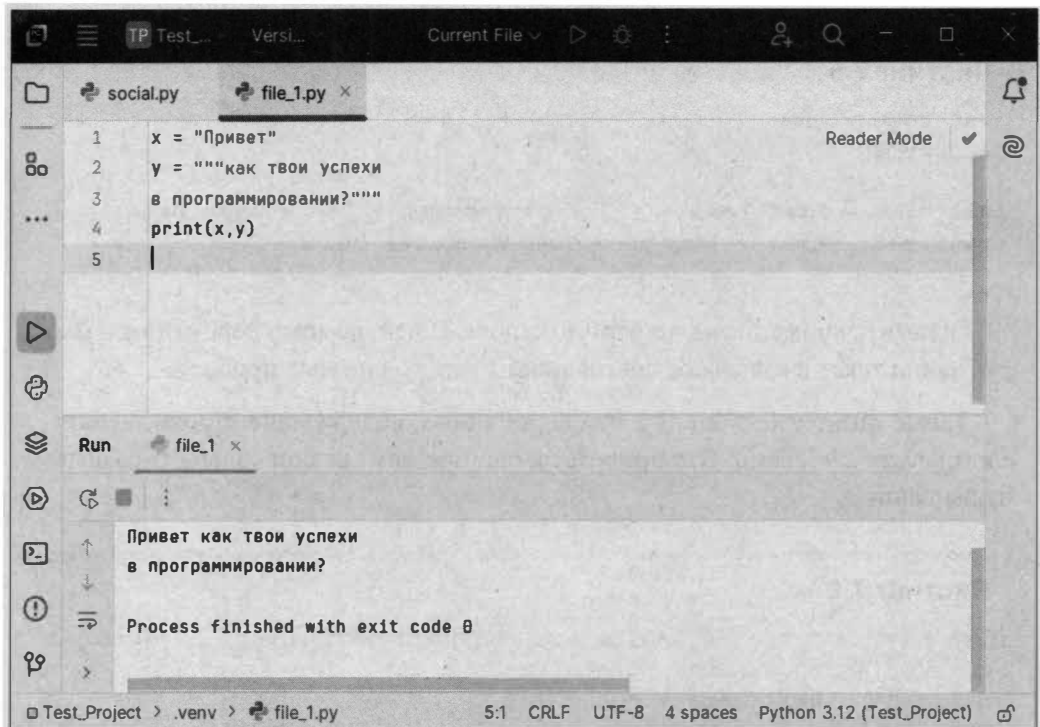 TP Test_... Versi... Current File
social.py file_1.py ×
1 x = "Привет"
Reader Mode
2 y = """как твои успехи
3 в программировании?"""
4 print(x,y)
5
Run file_1 ×
Привет как твои успехи
в программировании?
Process finished with exit code 0
Test_Project > .venv > file_1.py 5:1 CRLF UTF-8 4 spaces Python 3.12 (Test_Project)